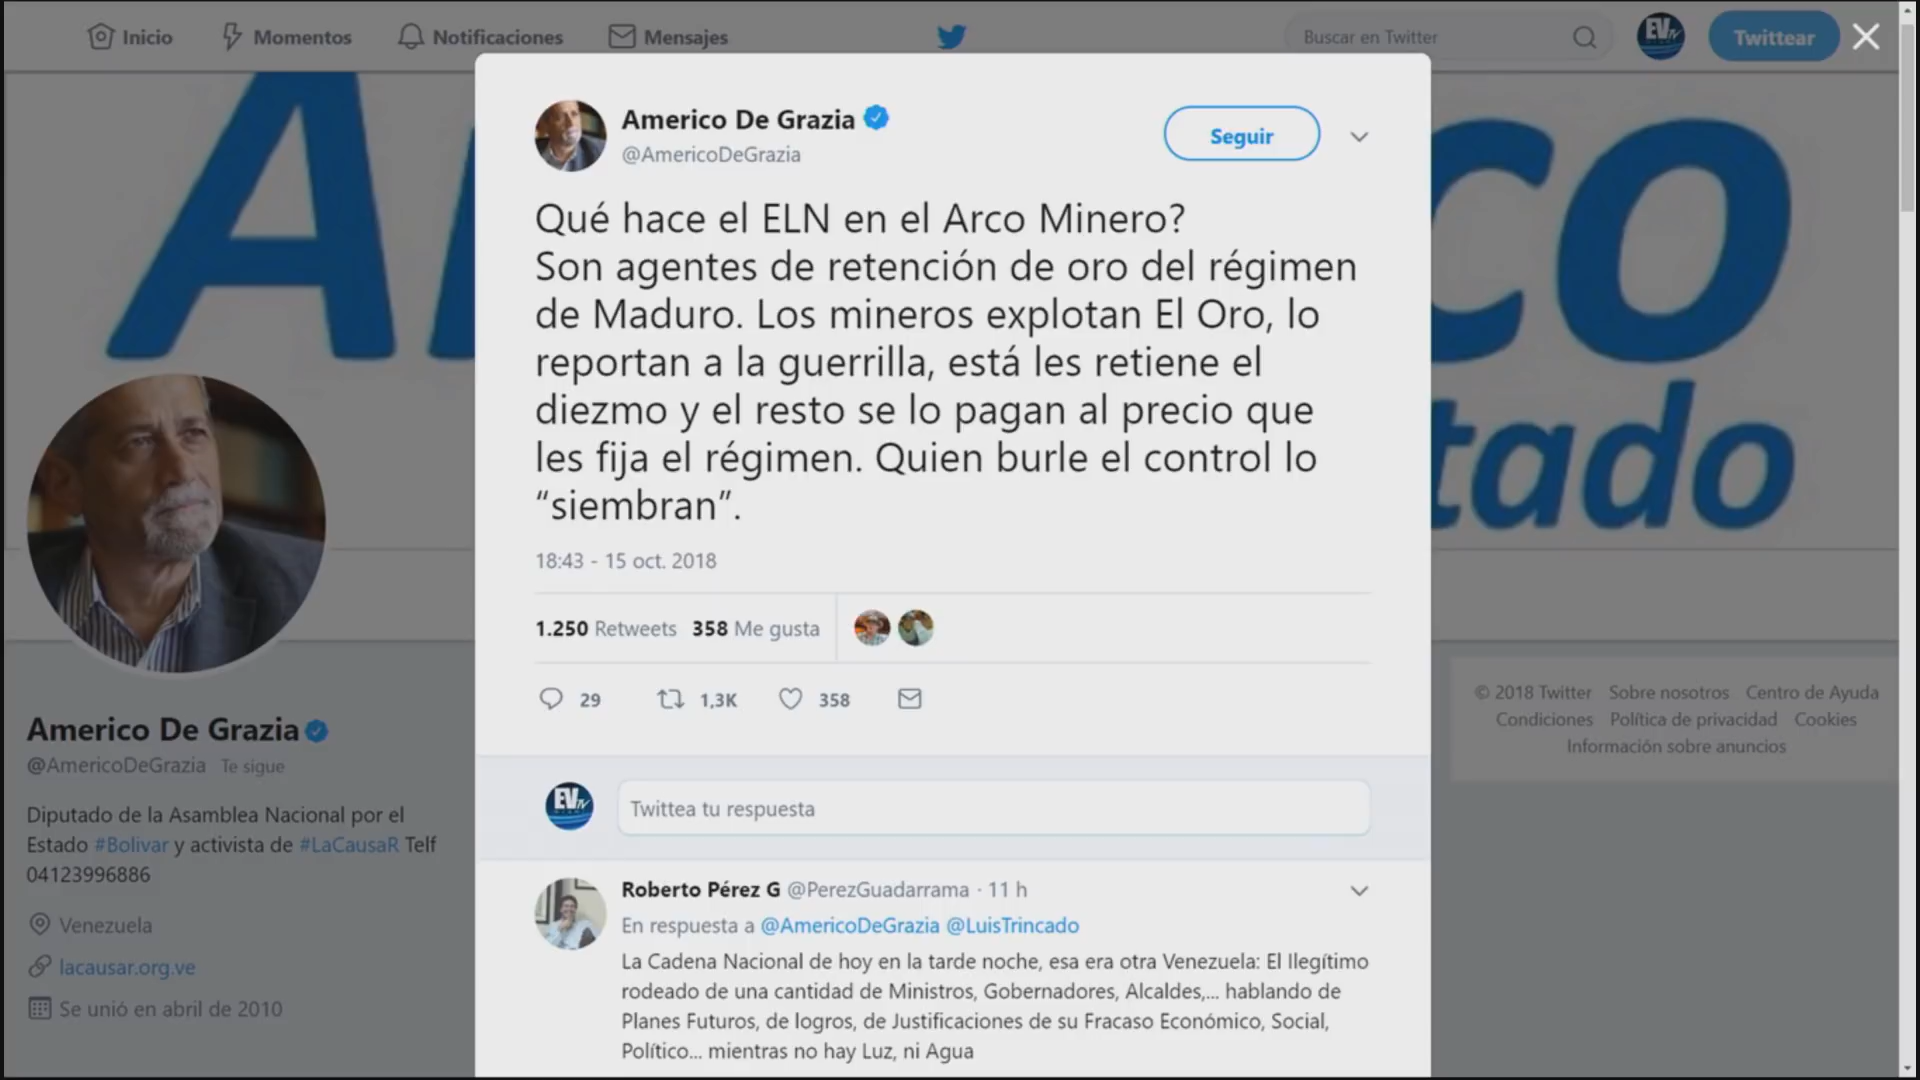 Inicio
Momentos
Notificaciones
Mensajes
Buscar en Twitter
EVTV
Twittear
Americo De Grazia
@AmericoDeGrazia
Seguir
Qué hace el ELN en el Arco Minero?
Son agentes de retención de oro del régimen
de Maduro. Los mineros explotan El Oro, lo
reportan a la guerrilla, está les retiene el
diezmo y el resto se lo pagan al precio que
les fija el régimen. Quien burle el control lo
“siembran”.
18:43 - 15 oct. 2018
1.250 Retweets 358 Me gusta
29
1,3K
358
EVTV
Twittea tu respuesta
Roberto Pérez G @PerezGuadarrama · 11 h
En respuesta a @AmericoDeGrazia @LuisTrincado
La Cadena Nacional de hoy en la tarde noche, esa era otra Venezuela: El Ilegítimo
rodeado de una cantidad de Ministros, Gobernadores, Alcaldes,... hablando de
Planes Futuros, de logros, de Justificaciones de su Fracaso Económico, Social,
Político... mientras no hay Luz, ni Agua
Americo De Grazia
@AmericoDeGrazia Te sigue
Diputado de la Asamblea Nacional por el
Estado #Bolivar y activista de #LaCausaR Telf
04123996886
Venezuela
lacausar.org.ve
Se unió en abril de 2010
CO
tado
© 2018 Twitter Sobre nosotros Centro de Ayuda
Condiciones Política de privacidad Cookies
Información sobre anuncios